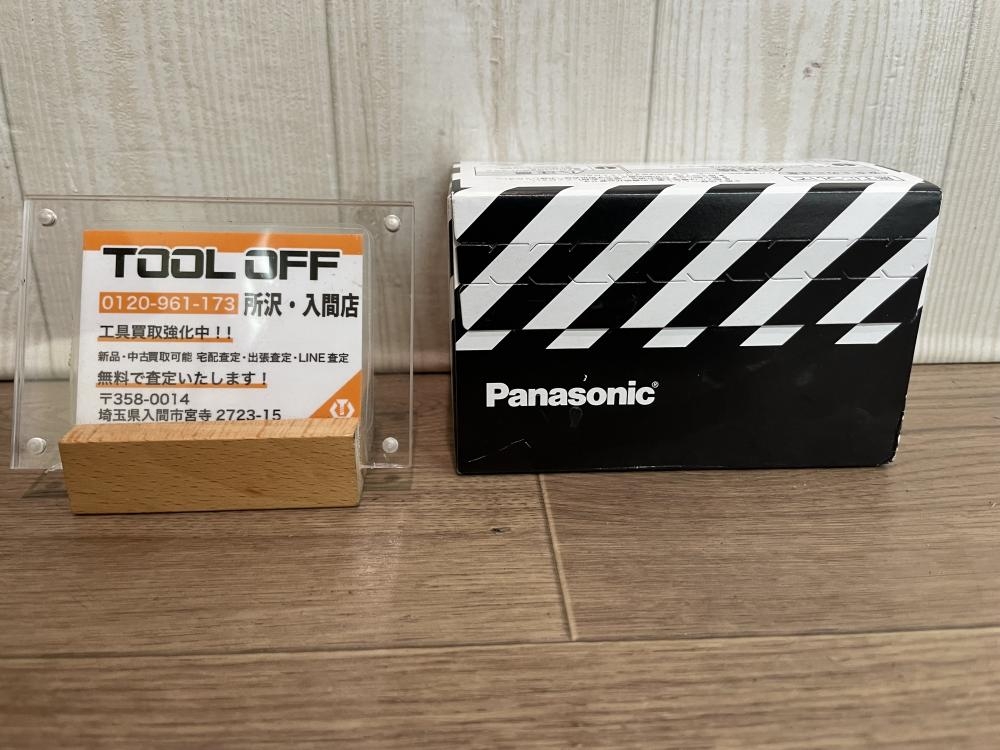 TOOL OFF
0120-961-173 所沢・入間店
工具買取強化中!!
新品・中古買取可能 宅配査定・出張査定・LINE査定
無料で査定いたします!
〒358-0014
埼玉県入間市宮寺 2723-15
Panasonic®